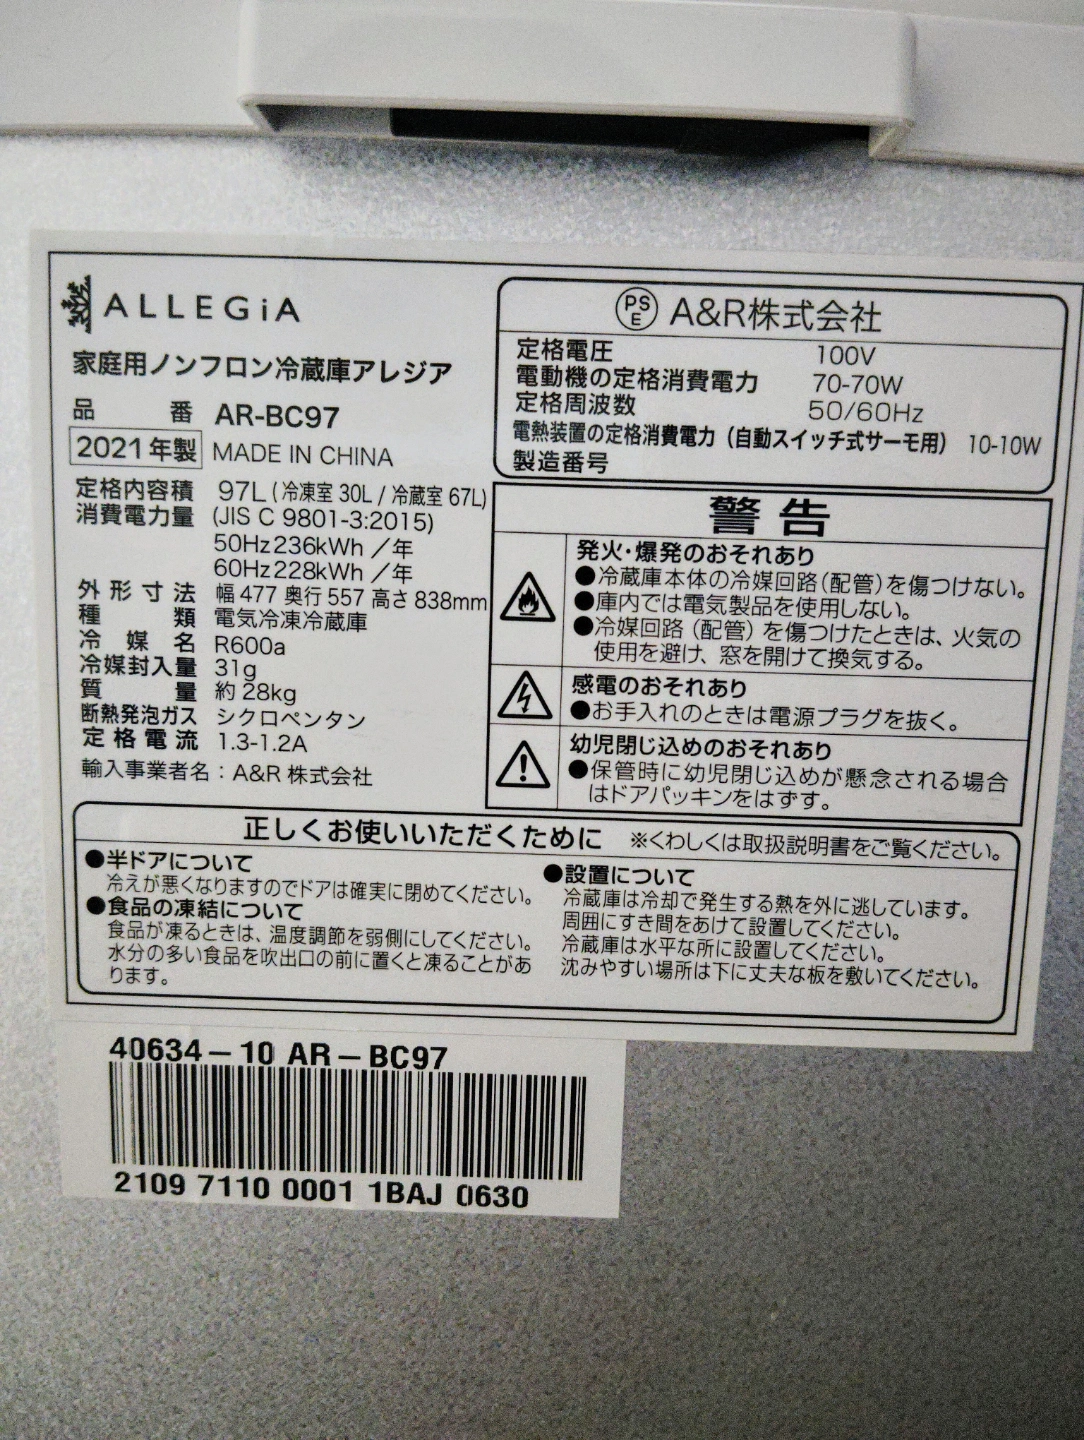 ALLEGiA
家庭用ノンフロン冷蔵庫アレジア
品番 AR-BC97
2021年製 MADE IN CHINA
定格内容積 97L(冷凍室 30L / 冷蔵室 67L)
消費電力量 (JIS C 9801-3:2015)
50Hz 236kWh ／年
60Hz 228kWh ／年
外形寸法 幅 477 奥行 557 高さ 838mm
種類 電気冷凍冷蔵庫
冷媒名 R600a
冷媒封入量 31g
質量 約 28kg
断熱発泡ガス シクロペンタン
定格電流 1.3-1.2A
輸入事業者名：A&R 株式会社
PSE A&R株式会社
定格電圧 100V
電動機の定格消費電力 70-70W
定格周波数 50/60Hz
電熱装置の定格消費電力（自動スイッチ式サーモ用） 10-10W
製造番号
警告
発火・爆発のおそれあり
●冷蔵庫本体の冷媒回路(配管)を傷つけない。
●庫内では電気製品を使用しない。
●冷媒回路（配管）を傷つけたときは、火気の
使用を避け、窓を開けて換気する。
感電のおそれあり
●お手入れのときは電源プラグを抜く。
幼児閉じ込めのおそれあり
●保管時に幼児閉じ込めが懸念される場合
はドアパッキンをはずす。
正しくお使いいただくために ※くわしくは取扱説明書をご覧ください。
●半ドアについて
冷えが悪くなりますのでドアは確実に閉めてください。
●食品の凍結について
食品が凍るときは、温度調節を弱側にしてください。
水分の多い食品を吹出口の前に置くと凍ることがあ
ります。
●設置について
冷蔵庫は冷却で発生する熱を外に逃しています。
周囲にすき間をあけて設置してください。
冷蔵庫は水平な所に設置してください。
沈みやすい場所は下に丈夫な板を敷いてください。
40634-10 AR-BC97
2109 7110 0001 1BAJ 0630